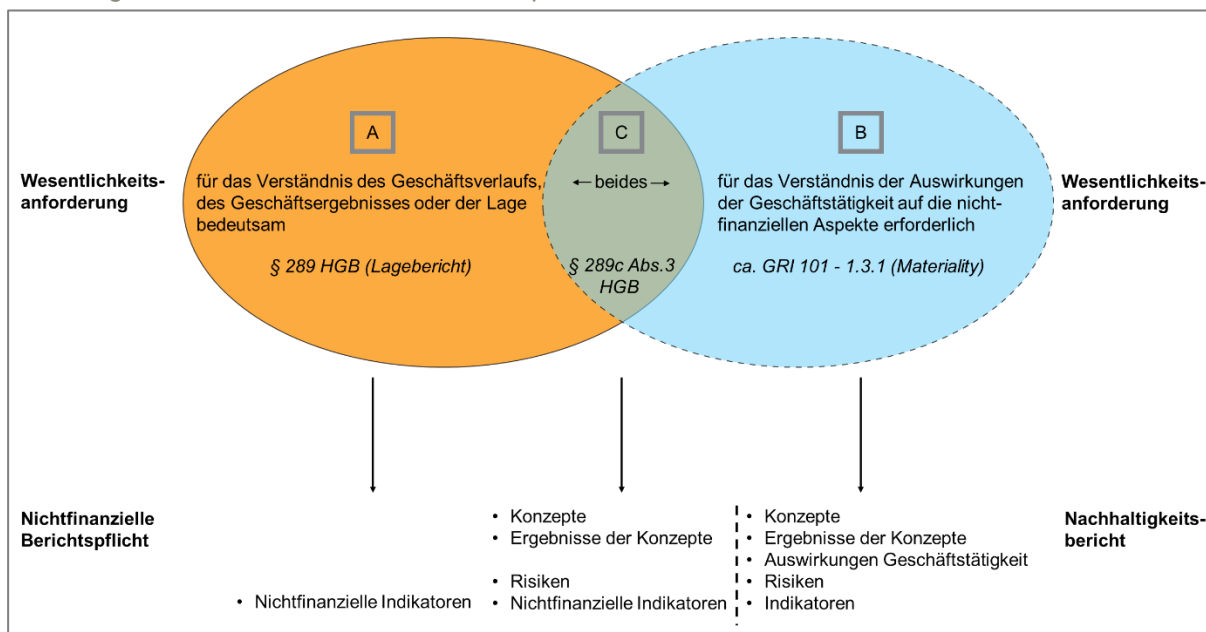 A
C
B
Wesentlichkeits-
anforderung
für das Verständnis des Geschäftsverlaufs,
des Geschäftsergebnisses oder der Lage
bedeutsam
§ 289 HGB (Lagebericht)
beides
§ 289c Abs.3
HGB
für das Verständnis der Auswirkungen
der Geschäftstätigkeit auf die nicht-
finanziellen Aspekte erforderlich
ca. GRI 101 - 1.3.1 (Materiality)
Wesentlichkeits-
anforderung
Nichtfinanzielle
Berichtspflicht
• Nichtfinanzielle Indikatoren
• Konzepte
• Ergebnisse der Konzepte
• Risiken
• Nichtfinanzielle Indikatoren
• Konzepte
• Ergebnisse der Konzepte
• Auswirkungen Geschäftstätigkeit
• Risiken
• Indikatoren
Nachhaltigkeits-
bericht